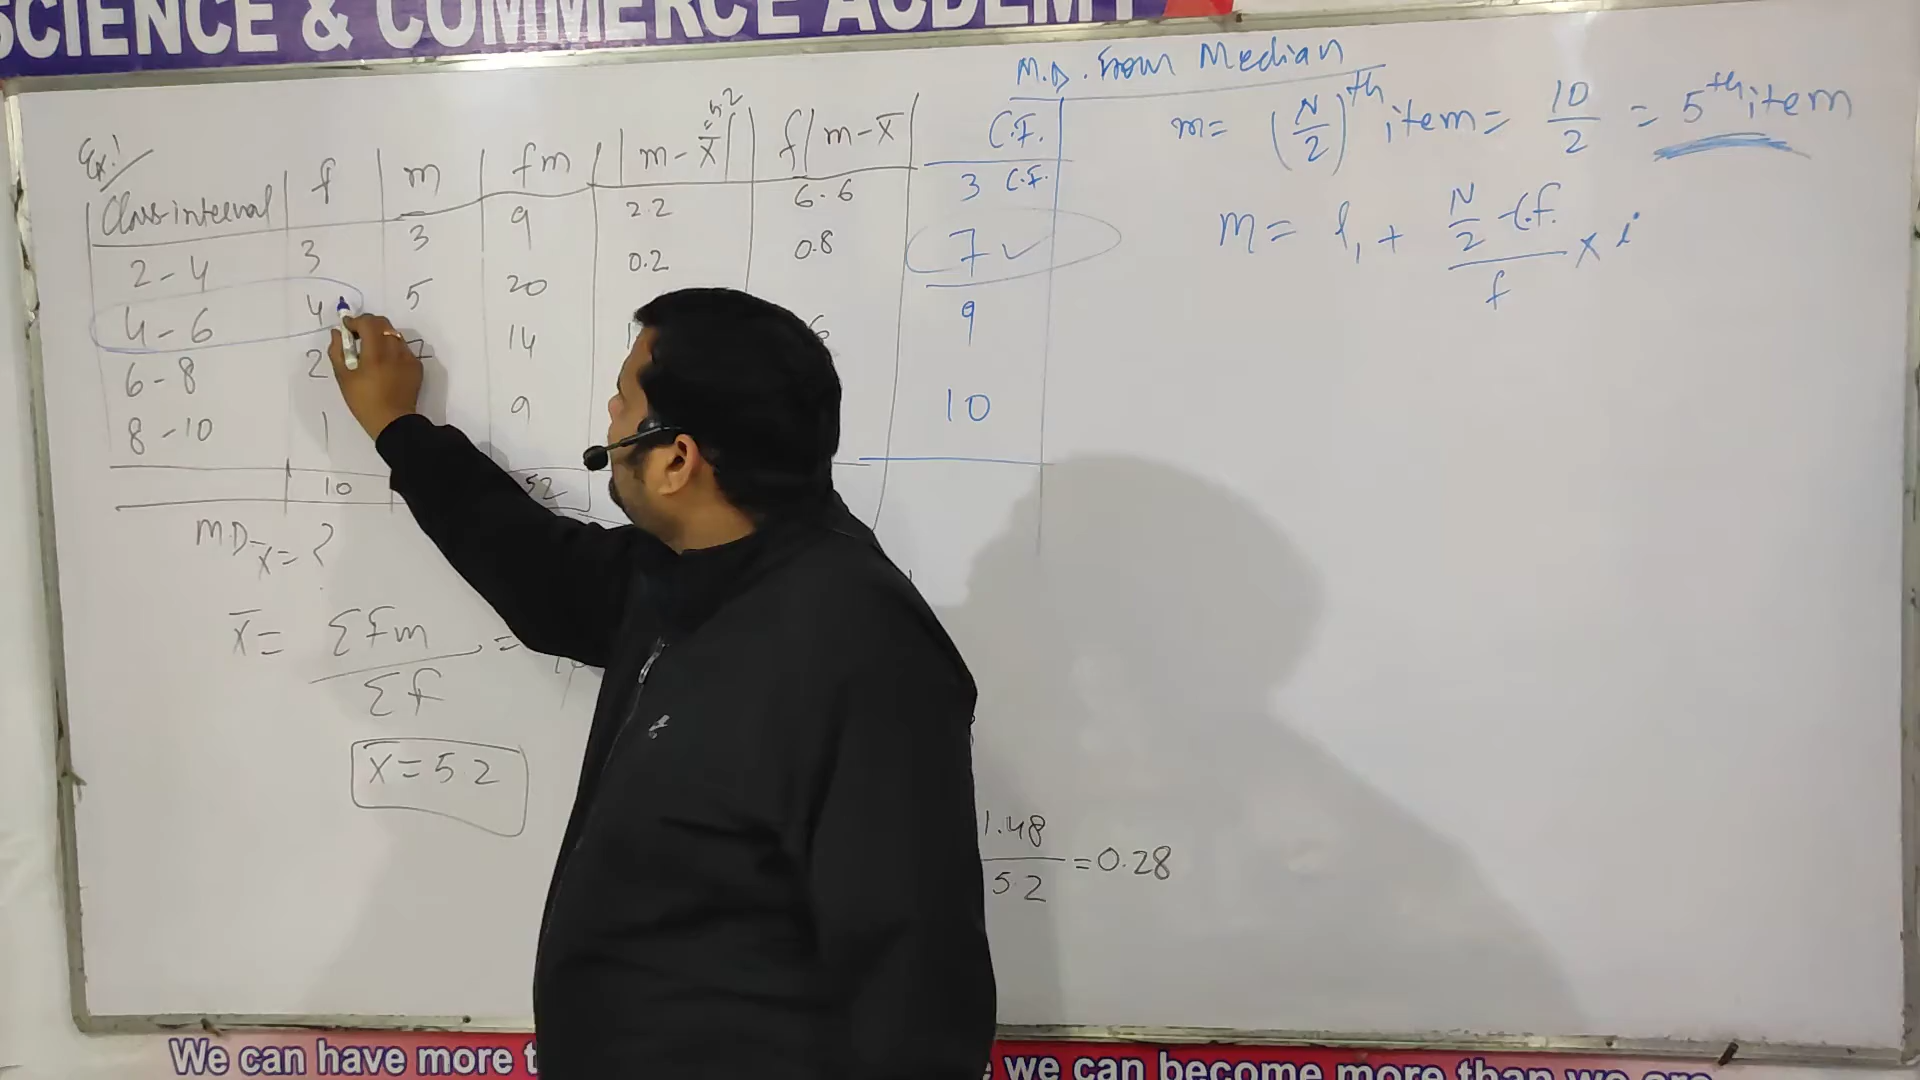 SCIENCE & COMMERCE ACDEMY
M.D. from Median
Ex!
Class-interval f m fm |m-x̄| =5.2 f|m-x̄ C.F.
2-4 3 3 9 2.2 6.6 3 C.F.
4-6 4 5 20 0.2 0.8 7 ✓
6-8 2 7 14 9
8-10 1 9 10
10 52
m= (N/2)th item = 10/2 = 5th item
m = l₁ + N/2 - C.f. / f × i
M.D x̄ = ?
x̄ = Σfm / Σf =
x̄ = 5.2
1.48 / 5.2 = 0.28
We can have more t
we can become more than we are